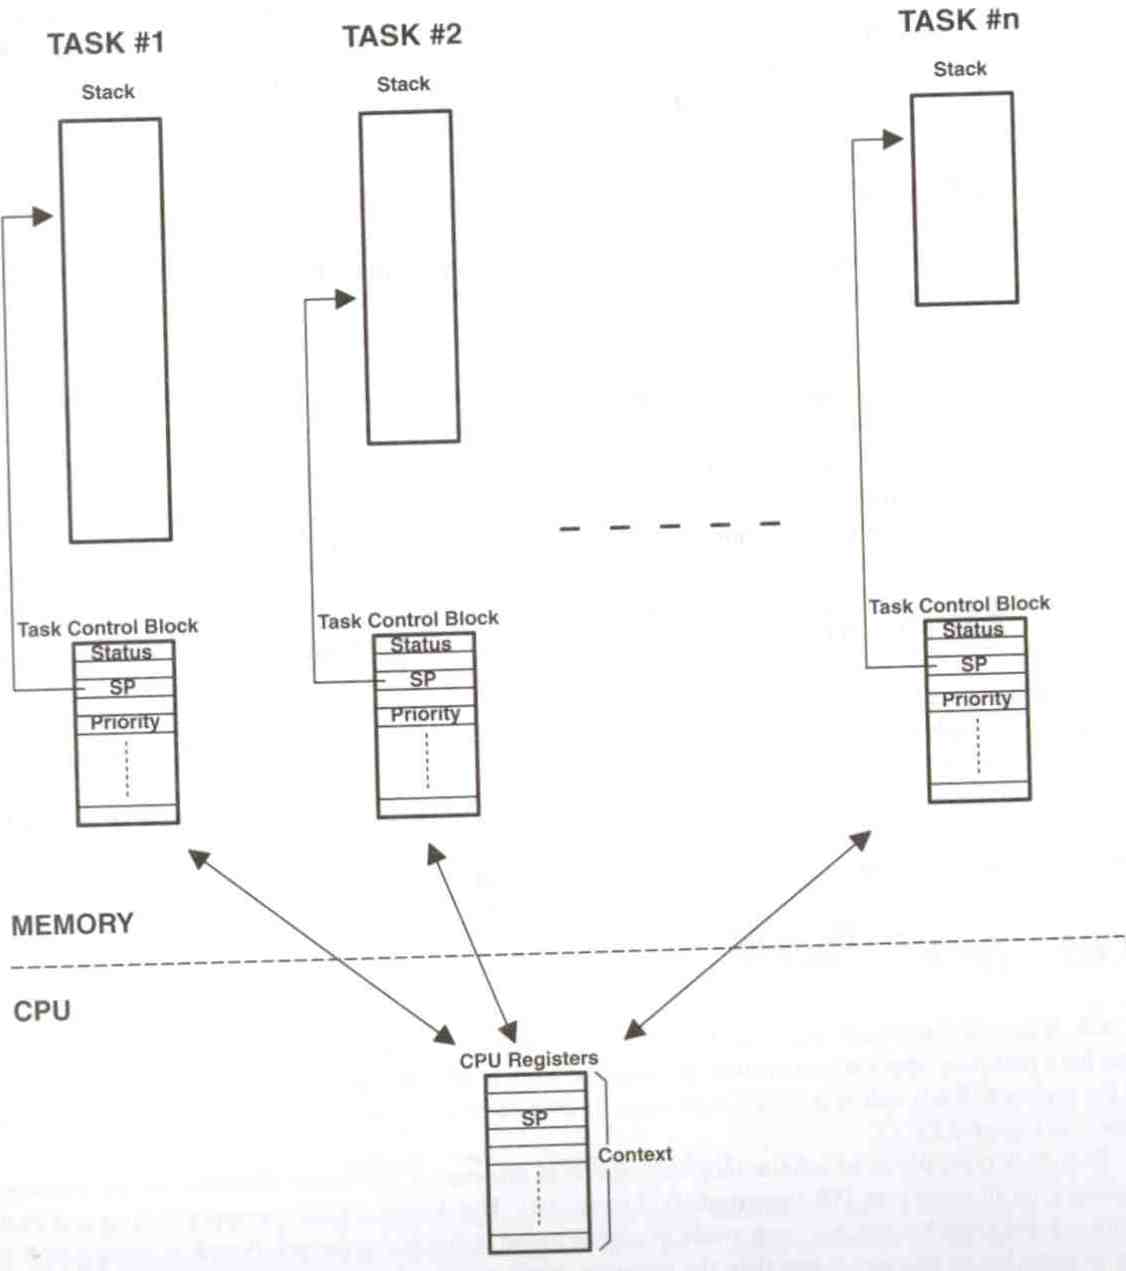 TASK #1
TASK #2
TASK #n
Stack
Stack
Stack
Task Control Block
Task Control Block
Task Control Block
Status
Status
Status
SP
SP
SP
Priority
Priority
Priority
MEMORY
CPU
CPU Registers
SP
Context